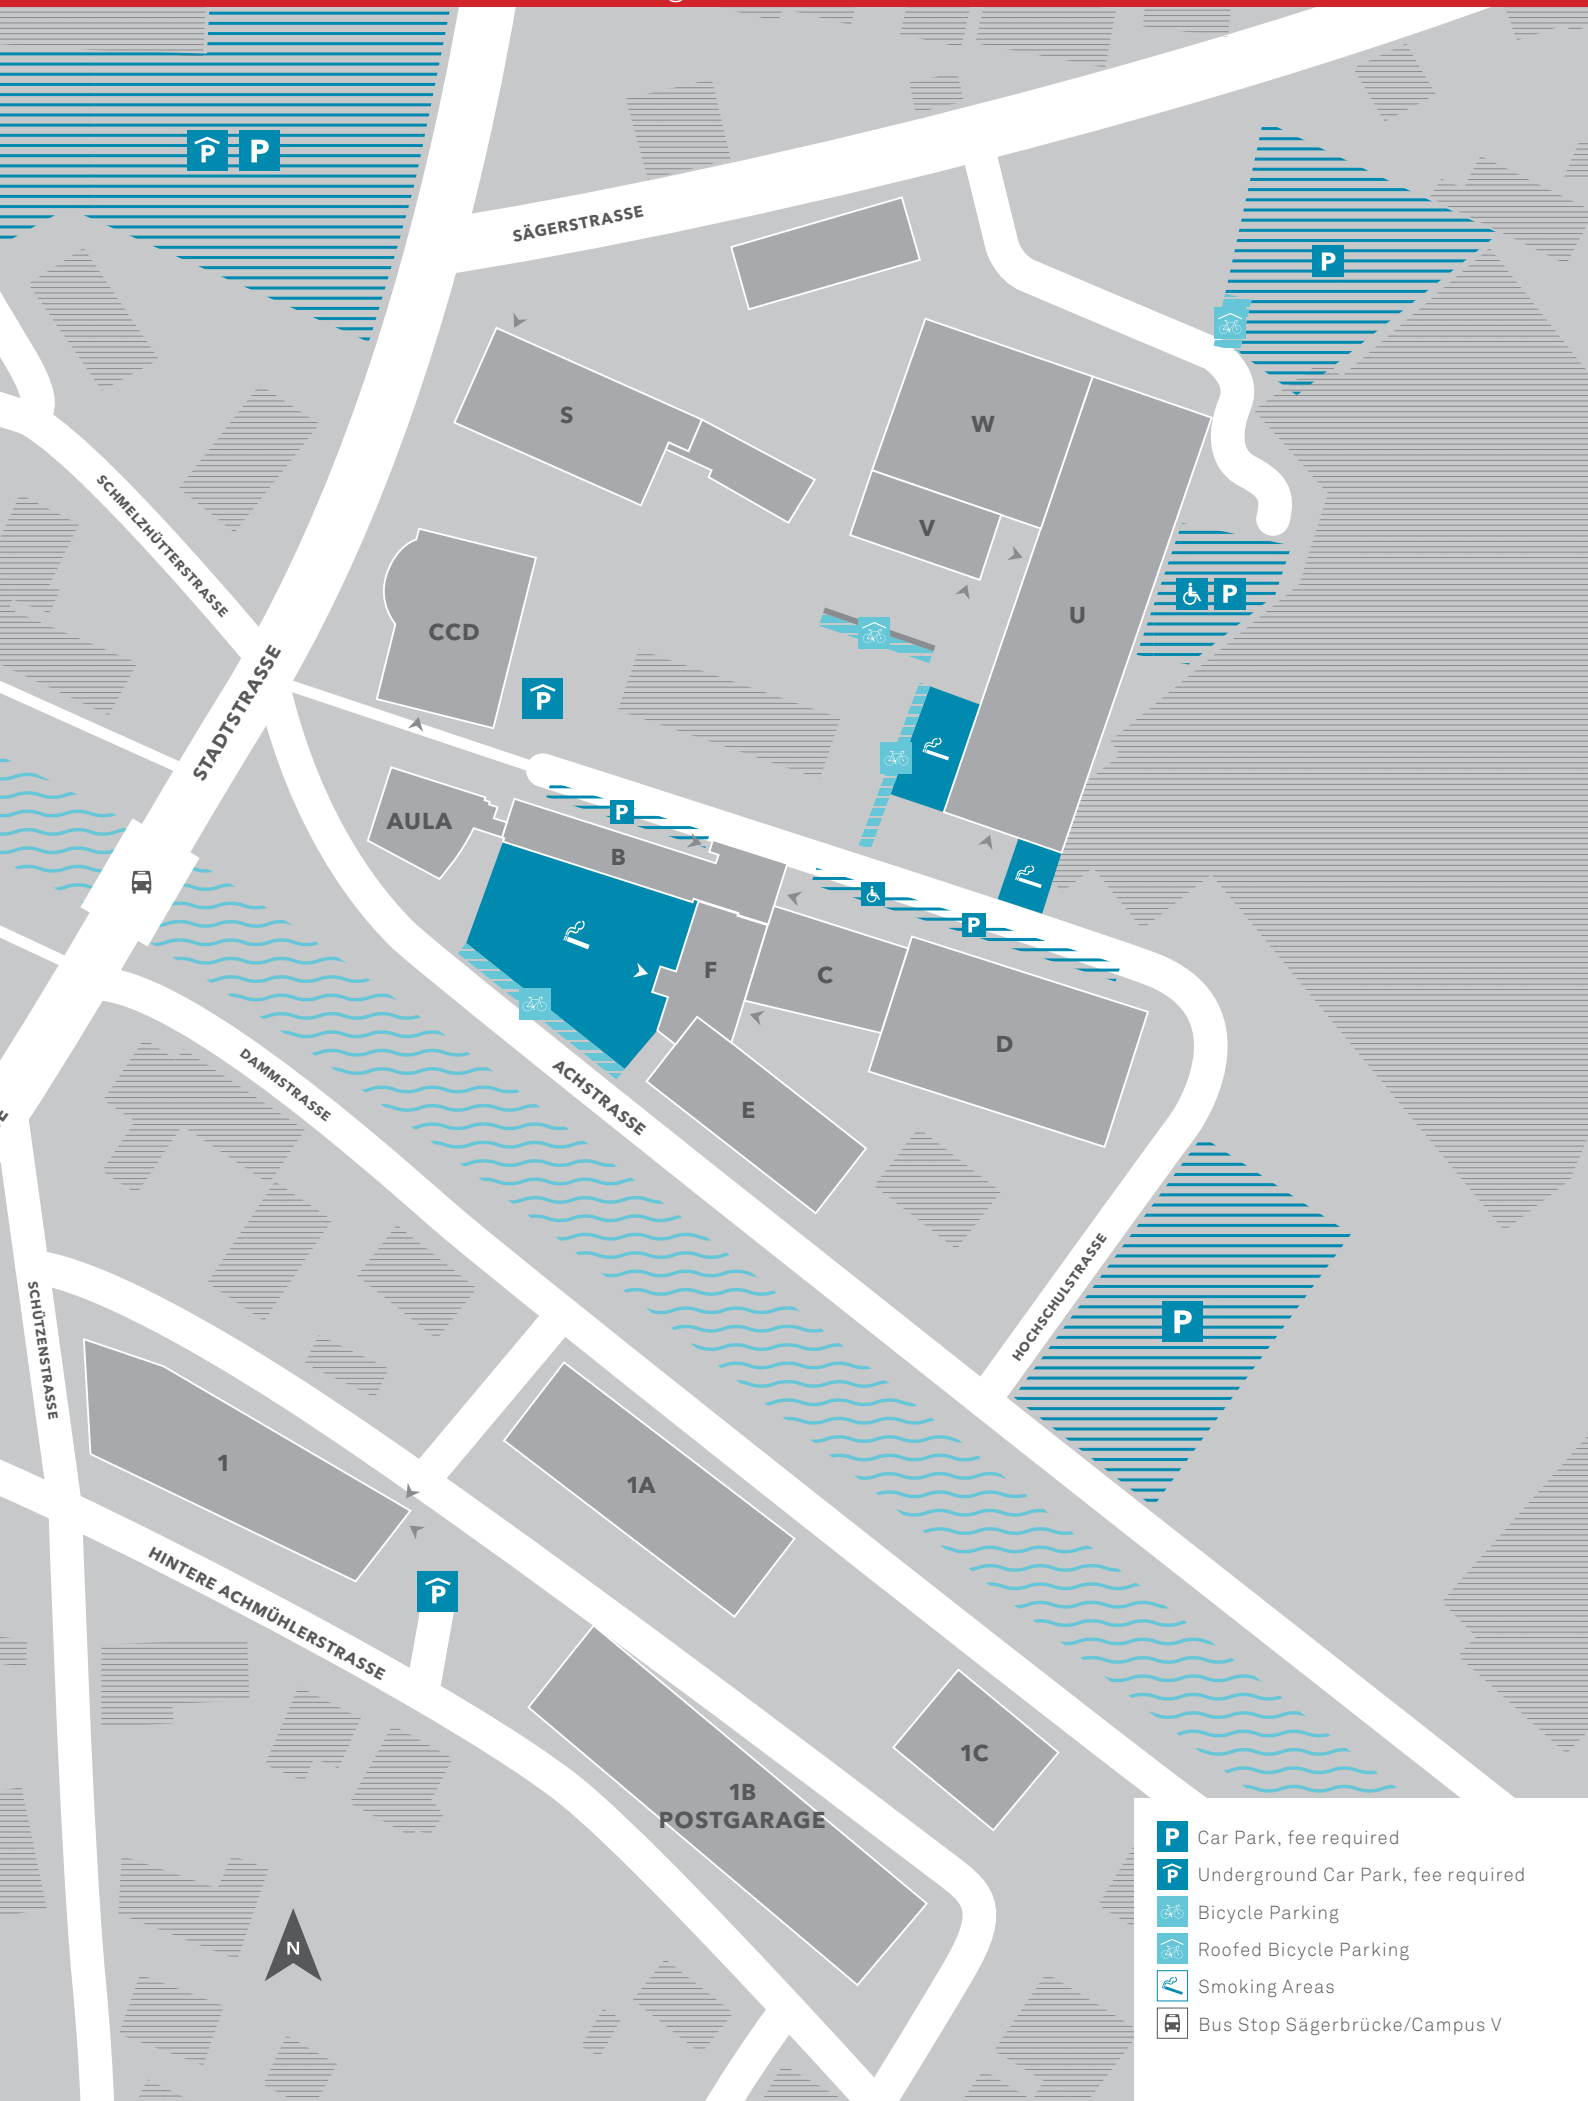 P
P
SÄGERSTRASSE
P
S
W
SCHMELZHÜTTERSTRASSE
V
P
CCD
U
STADTSTRASSE
P
P
AULA
B
P
F
C
D
DAMMSTRASSE
ACHSTRASSE
E
HOCHSCHULSTRASSE
SCHÜTZENSTRASSE
P
1
1A
HINTERE ACHMÜHLERSTRASSE
P
1C
1B
POSTGARAGE
N
P Car Park, fee required
P Underground Car Park, fee required
Bicycle Parking
Roofed Bicycle Parking
Smoking Areas
Bus Stop Sägerbrücke/Campus V